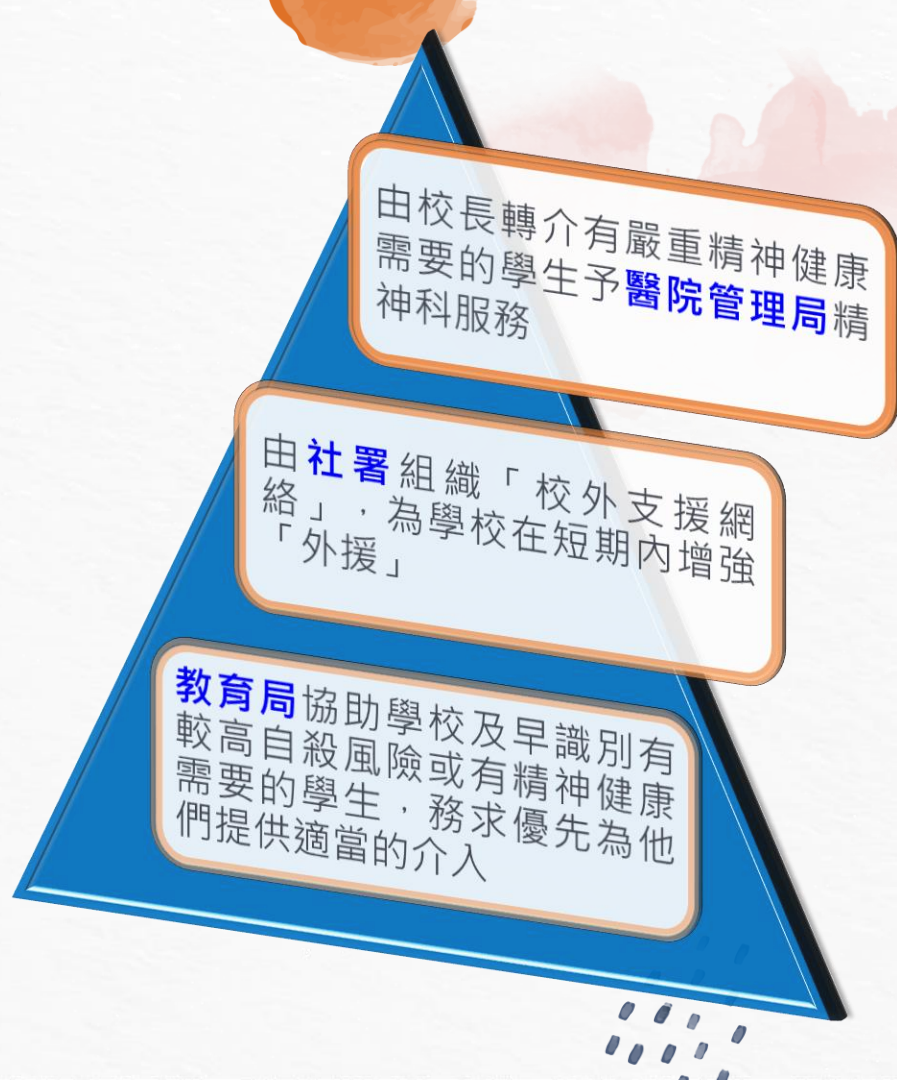 由校長轉介有嚴重精神健康
需要的學生予醫院管理局精
神科服務
由社署組織「校外支援網
絡」，為學校在短期內增強
「外援」
教育局協助學校及早識別有
較高自殺風險或有精神健康
需要的學生，務求優先為他
們提供適當的介入